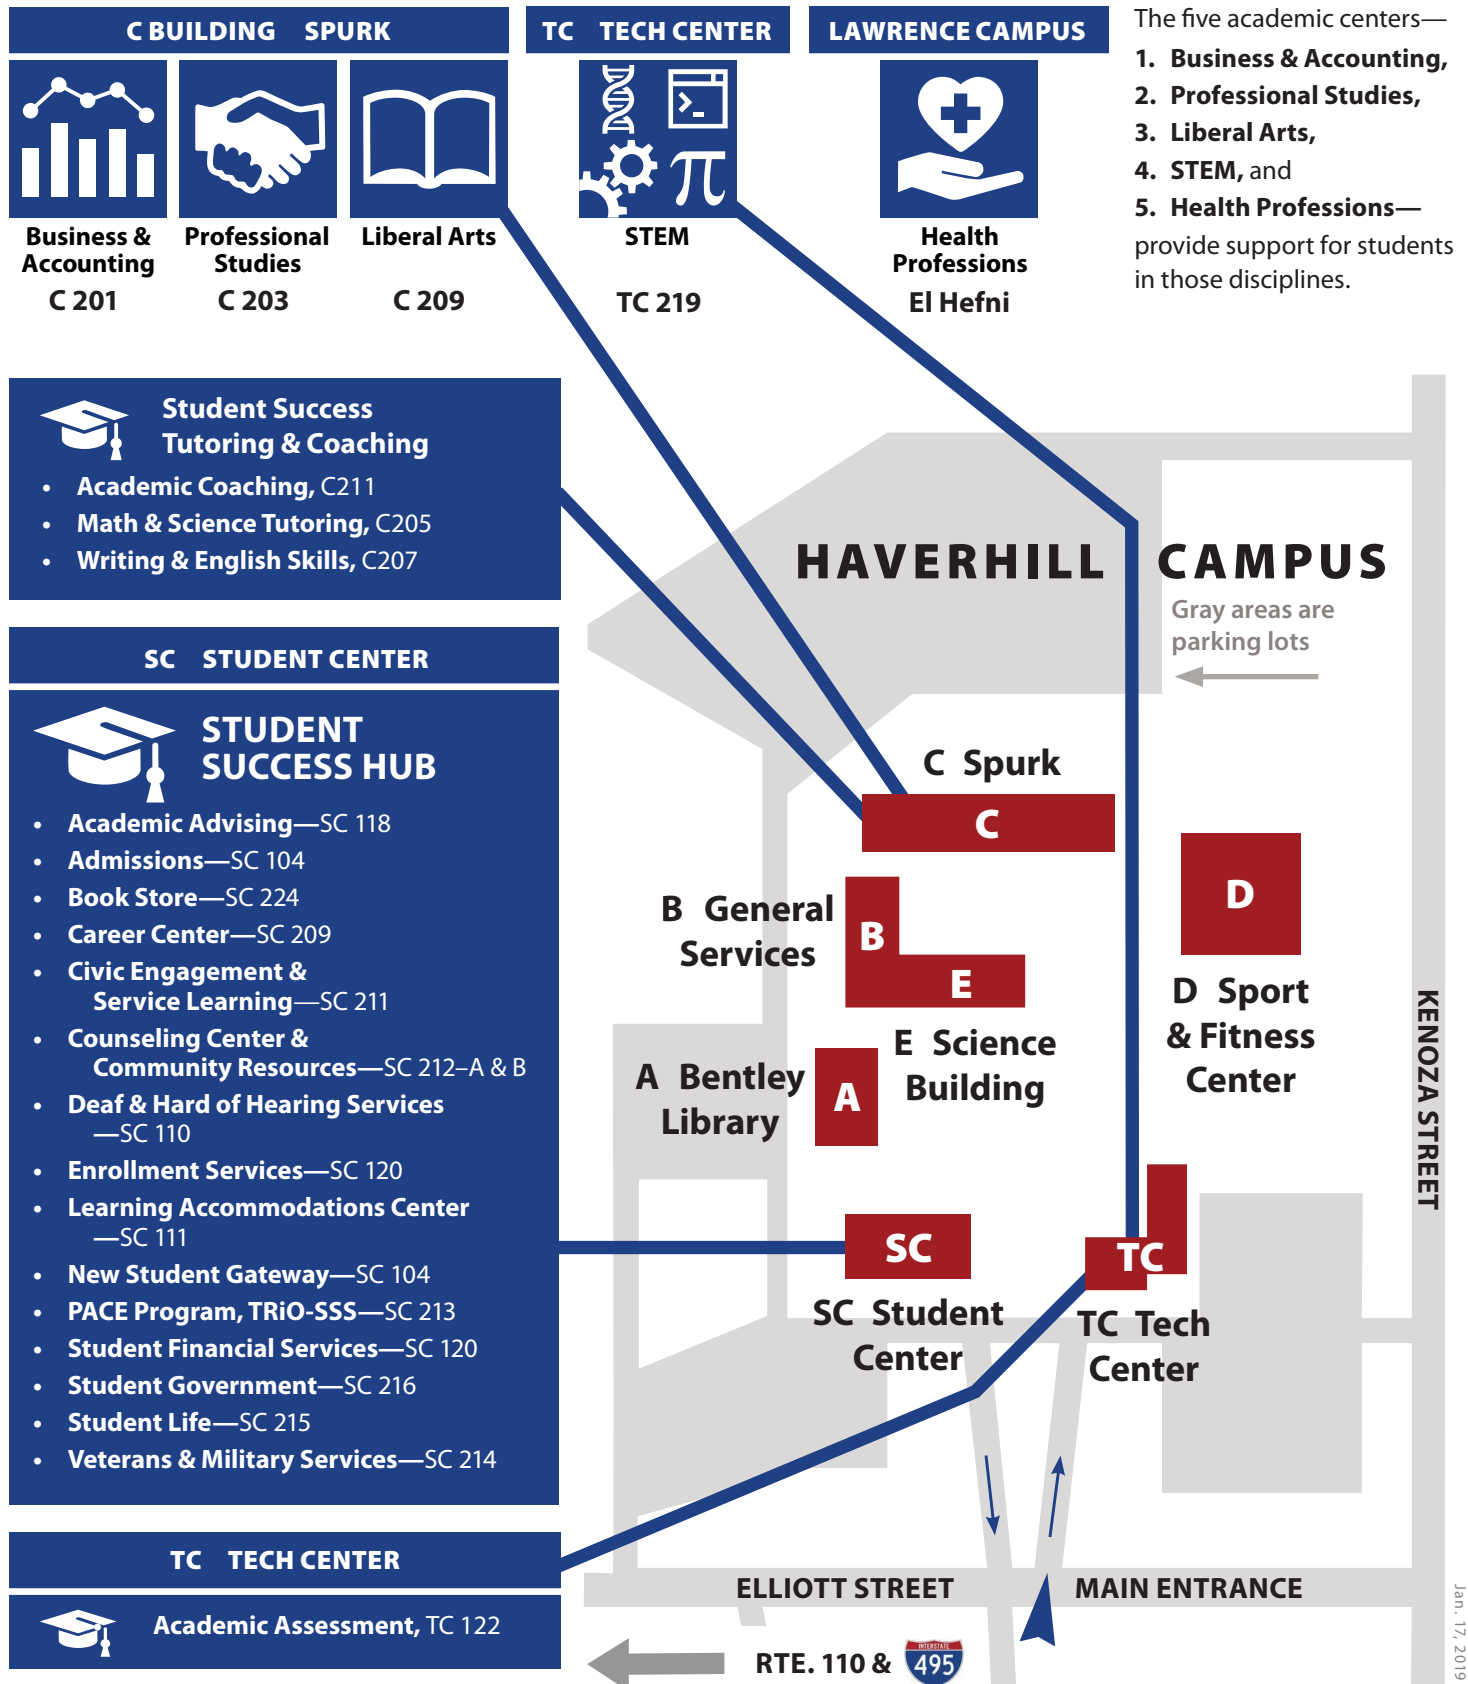 C BUILDING SPURK
TC TECH CENTER
LAWRENCE CAMPUS
Business &
Accounting
C 201
Professional
Studies
C 203
Liberal Arts
C 209
STEM
TC 219
Health
Professions
El Hefni
The five academic centers—
1. Business & Accounting,
2. Professional Studies,
3. Liberal Arts,
4. STEM, and
5. Health Professions—
provide support for students
in those disciplines.
Student Success
Tutoring & Coaching
• Academic Coaching, C211
• Math & Science Tutoring, C205
• Writing & English Skills, C207
SC STUDENT CENTER
STUDENT
SUCCESS HUB
• Academic Advising—SC 118
• Admissions—SC 104
• Book Store—SC 224
• Career Center—SC 209
• Civic Engagement &
Service Learning—SC 211
• Counseling Center &
Community Resources—SC 212–A & B
• Deaf & Hard of Hearing Services
—SC 110
• Enrollment Services—SC 120
• Learning Accommodations Center
—SC 111
• New Student Gateway—SC 104
• PACE Program, TRiO-SSS—SC 213
• Student Financial Services—SC 120
• Student Government—SC 216
• Student Life—SC 215
• Veterans & Military Services—SC 214
TC TECH CENTER
Academic Assessment, TC 122
HAVERHILL CAMPUS
Gray areas are
parking lots
C Spurk
C
B General
Services
B
E
E Science
Building
D
D Sport
& Fitness
Center
A Bentley
Library
A
SC
SC Student
Center
TC
TC Tech
Center
KENOZA STREET
ELLIOTT STREET
MAIN ENTRANCE
RTE. 110 &
INTERSTATE
495
Jan. 17, 2019
π
>_